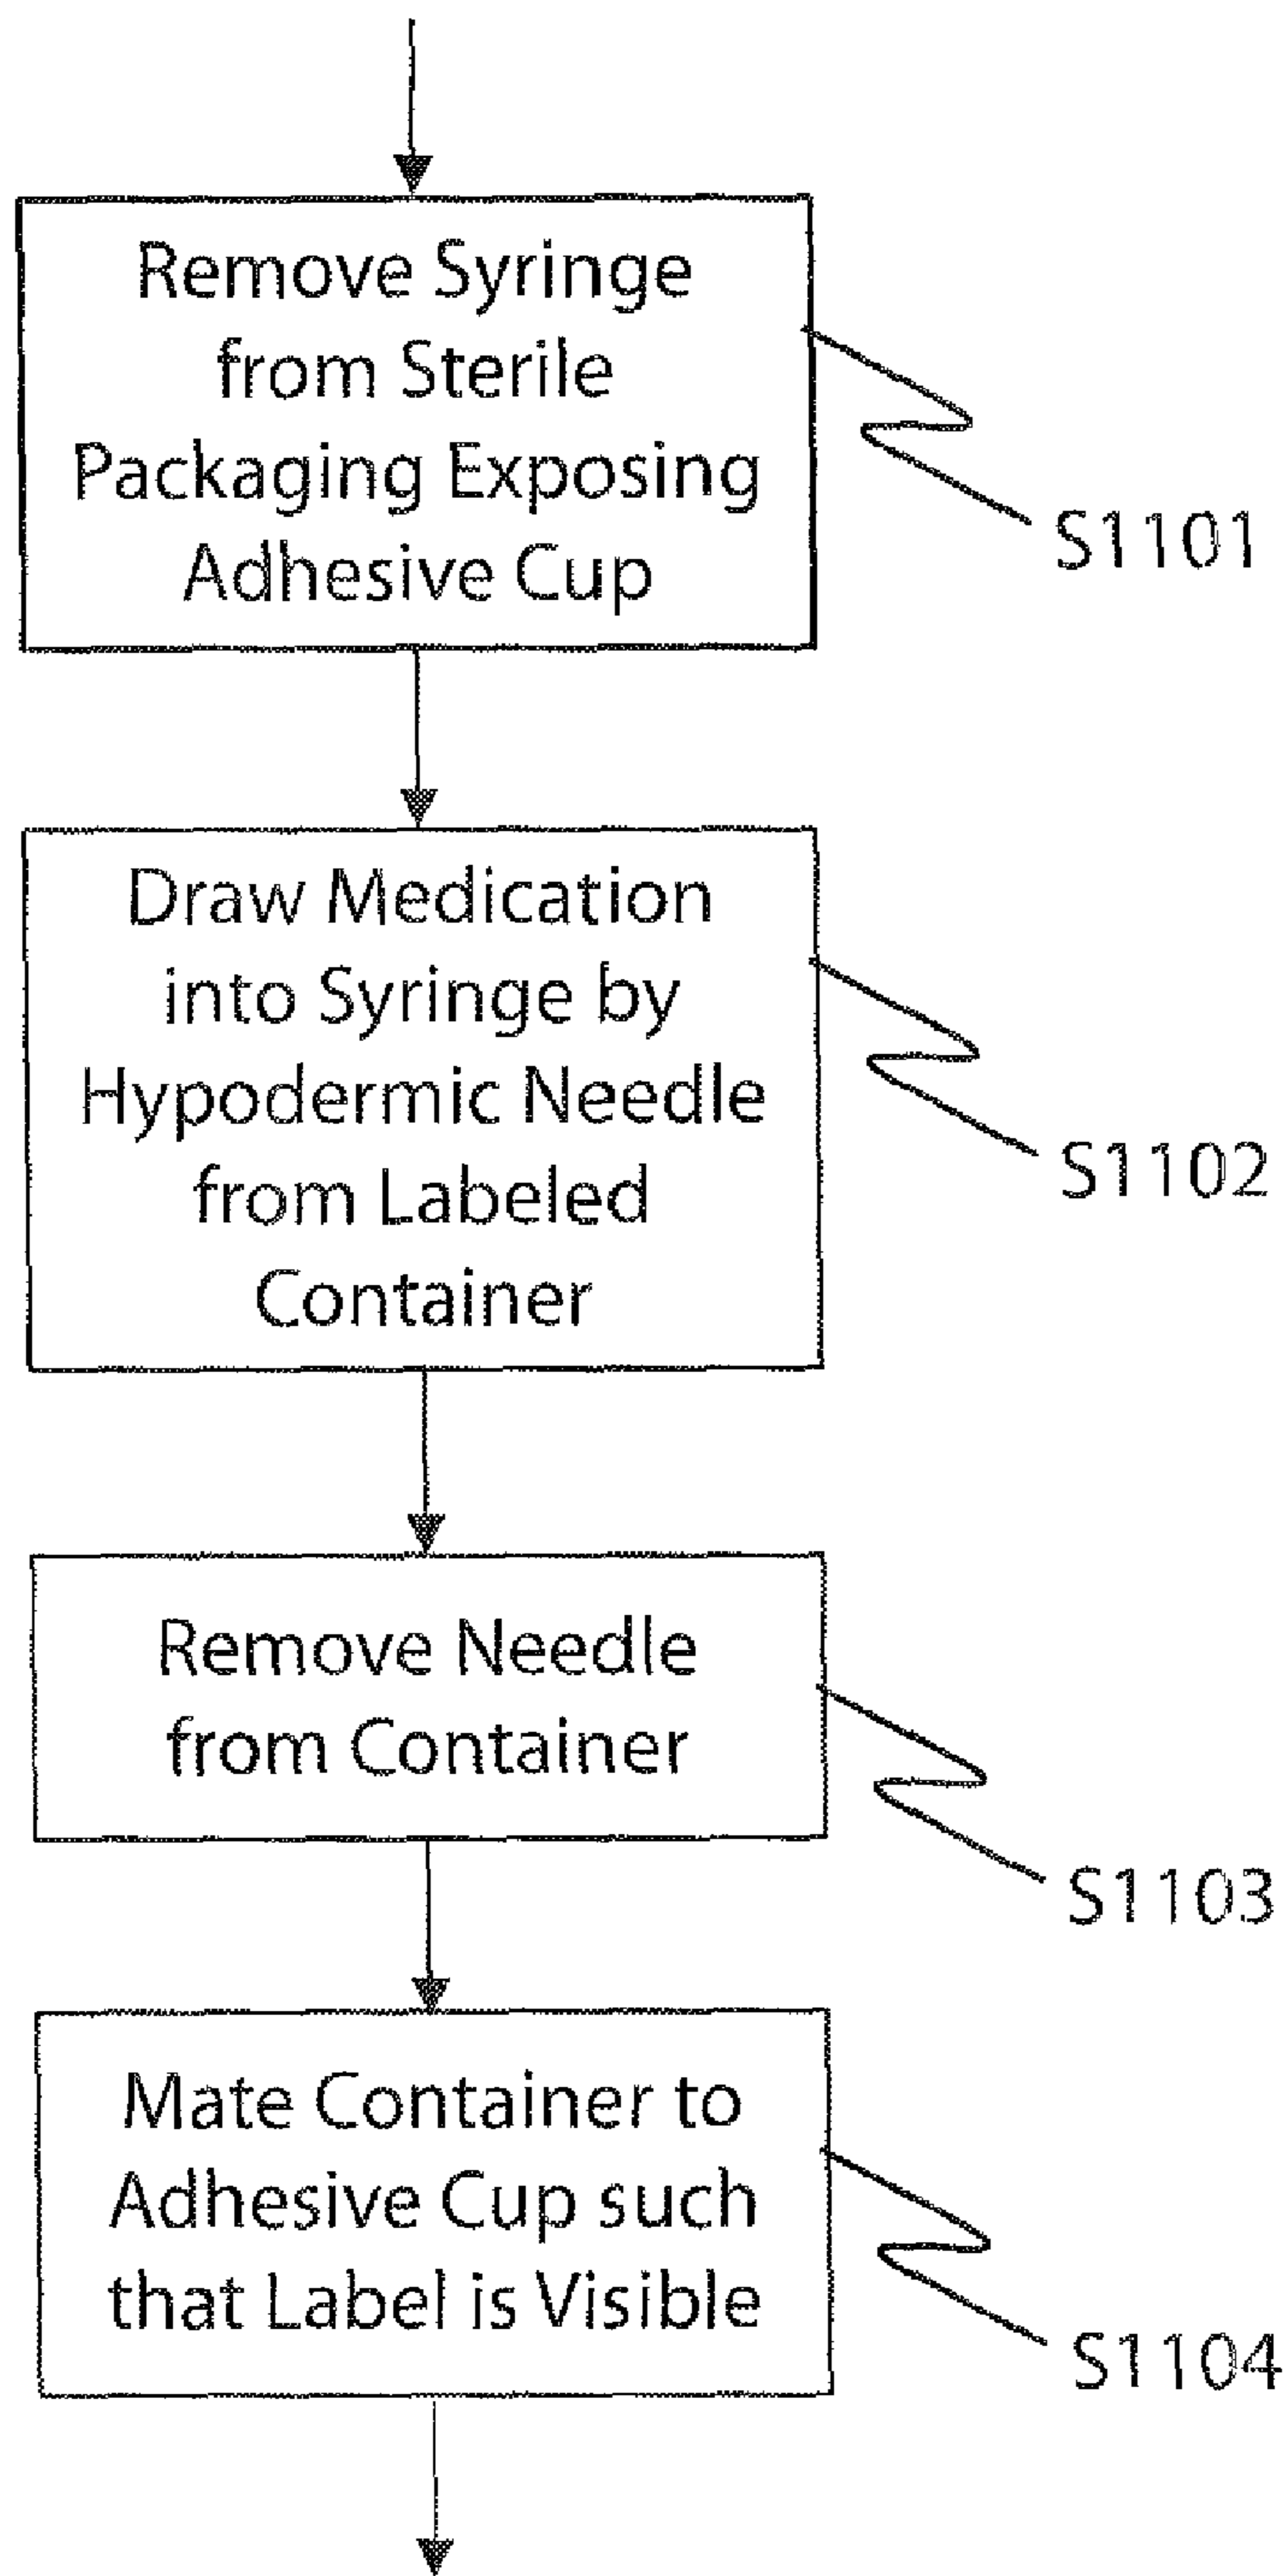 Remove Syringe
from Sterile
Packaging Exposing
Adhesive Cup
S1101
Draw Medication
into Syringe by
Hypodermic Needle
from Labeled
Container
S1102
Remove Needle
from Container
S1103
Mate Container to
Adhesive Cup such
that Label is Visible
S1104